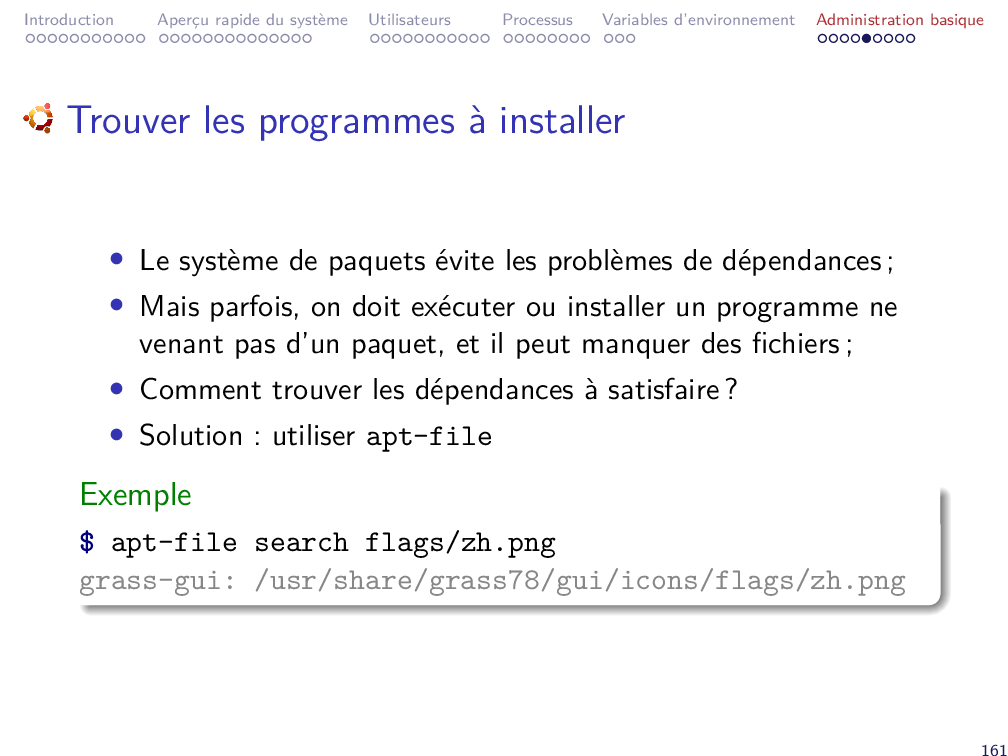 Introduction Aperçu rapide du système Utilisateurs Processus Variables d'environnement Administration basique
Trouver les programmes à installer
• Le système de paquets évite les problèmes de dépendances ;
• Mais parfois, on doit exécuter ou installer un programme ne
venant pas d'un paquet, et il peut manquer des fichiers ;
• Comment trouver les dépendances à satisfaire ?
• Solution : utiliser apt-file
Exemple
$ apt-file search flags/zh.png
grass-gui: /usr/share/grass78/gui/icons/flags/zh.png
161